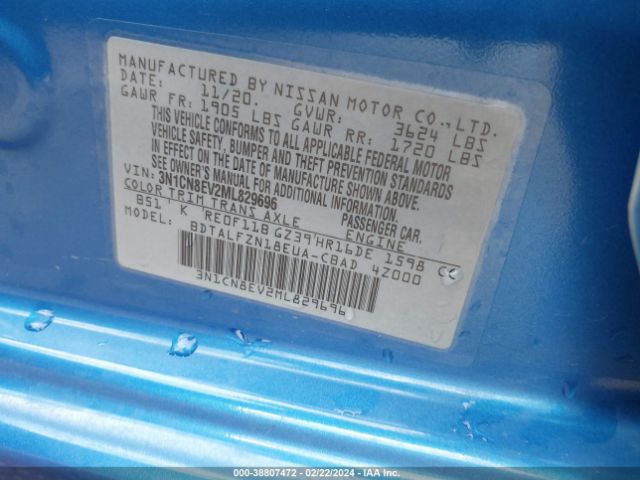 MANUFACTURED BY NISSAN MOTOR CO., LTD.
DATE: 11/20. GVWR: 3624 LBS
GAWR FR: 1905 LBS GAWR RR: 1720 LBS
THIS VEHICLE CONFORMS TO ALL APPLICABLE FEDERAL MOTOR
VEHICLE SAFETY, BUMPER AND THEFT PREVENTION STANDARDS
IN EFFECT ON THE DATE OF MANUFACTURE SHOWN ABOVE.
SEE OWNER'S MANUAL FOR ADDITIONAL INFORMATION.
VIN: 3N1CN8EV2ML829696 PASSENGER CAR.
COLOR TRIM TRANS AXLE ENGINE
B51 K RE0F11B GZ39 HR16DE 1598
MODEL: BDTALFZN18EUA-CBAD 4Z000
3N1CN8EV2ML829696
000-38807472 - 02/22/2024 - IAA Inc.